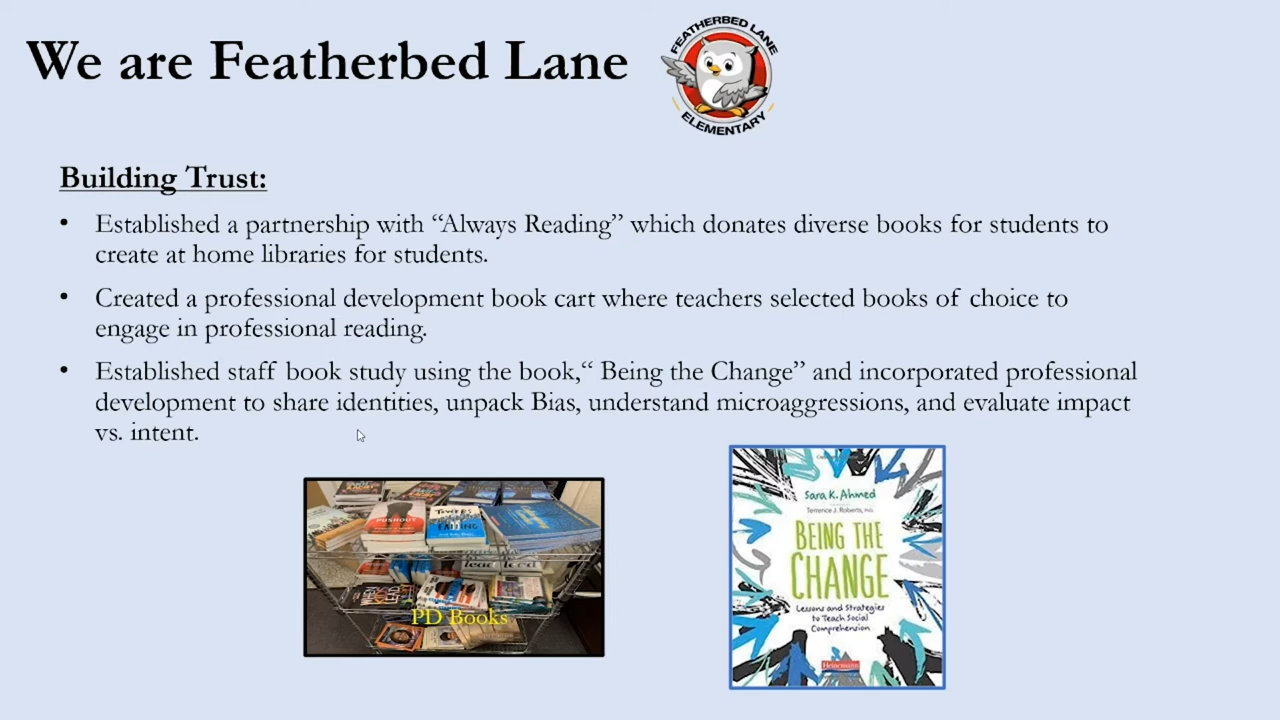 We are Featherbed Lane
FEATHERBED LANE
ELEMENTARY
Building Trust:
• Established a partnership with “Always Reading” which donates diverse books for students to
create at home libraries for students.
• Created a professional development book cart where teachers selected books of choice to
engage in professional reading.
• Established staff book study using the book,“ Being the Change” and incorporated professional
development to share identities, unpack Bias, understand microaggressions, and evaluate impact
vs. intent.
PUSHOUT
TOWERS
FALLING
PD Books
Sara K. Ahmed
Terrence J. Roberts, PhD
BEING THE
CHANGE
Lessons and Strategies
to Teach Social
Comprehension
Heinemann